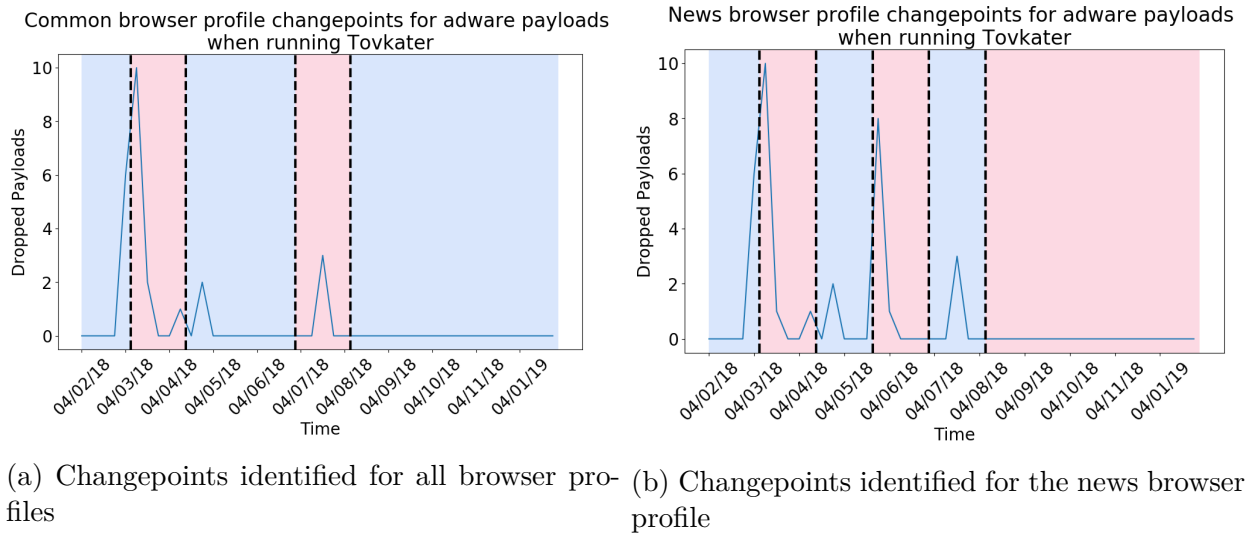 Common browser profile changepoints for adware payloads
when running Tovkater
10
8
6
4
2
0
Dropped Payloads
04/02/18
04/03/18
04/04/18
04/05/18
04/06/18
04/07/18
04/08/18
04/09/18
04/10/18
04/11/18
04/01/19
Time
(a) Changepoints identified for all browser pro-
files
News browser profile changepoints for adware payloads
when running Tovkater
10
8
6
4
2
0
Dropped Payloads
04/02/18
04/03/18
04/04/18
04/05/18
04/06/18
04/07/18
04/08/18
04/09/18
04/10/18
04/11/18
04/01/19
Time
(b) Changepoints identified for the news browser
profile